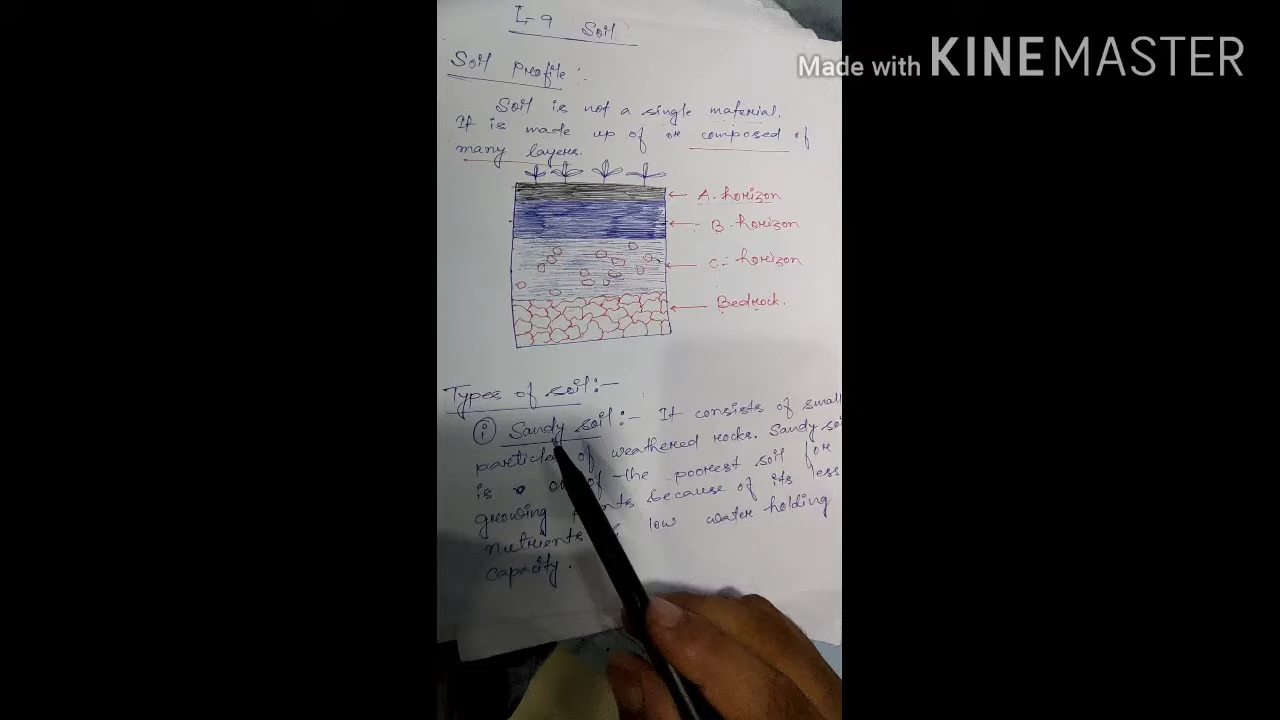 L-9 Soil
Made with KINEMASTER
Soil profile:-
Soil is not a single material.
It is made up of or composed of
many layers.
A-horizon
B-horizon
C-horizon
Bedrock.
Types of soil:-
(i) Sandy soil:- It consists of small
of weathered rocks. Sandy
is of the poorest soil for
growing because of its less
nutrients low water holding
capacity.